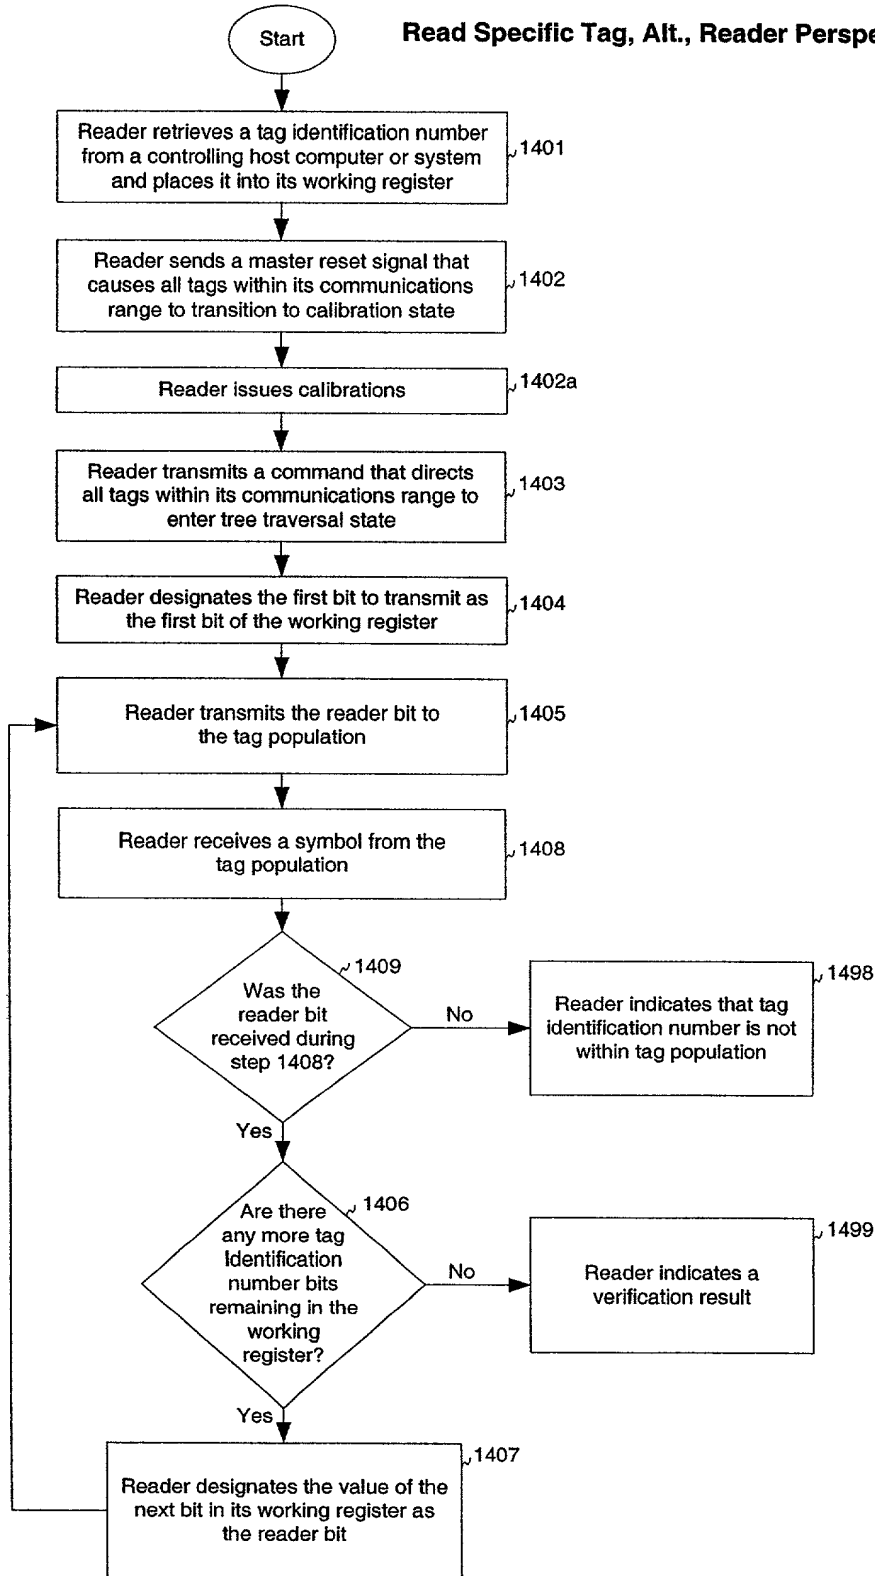 Start
Read Specific Tag, Alt., Reader Perspe
Reader retrieves a tag identification number
from a controlling host computer or system
and places it into its working register
1401
Reader sends a master reset signal that
causes all tags within its communications
range to transition to calibration state
1402
Reader issues calibrations
1402a
Reader transmits a command that directs
all tags within its communications range to
enter tree traversal state
1403
Reader designates the first bit to transmit as
the first bit of the working register
1404
Reader transmits the reader bit to
the tag population
1405
Reader receives a symbol from the
tag population
1408
Was the
reader bit
received during
step 1408?
1409
No
Reader indicates that tag
identification number is not
within tag population
1498
Yes
Are there
any more tag
Identification
number bits
remaining in the
working
register?
1406
No
Reader indicates a
verification result
1499
Yes
Reader designates the value of the
next bit in its working register as
the reader bit
1407